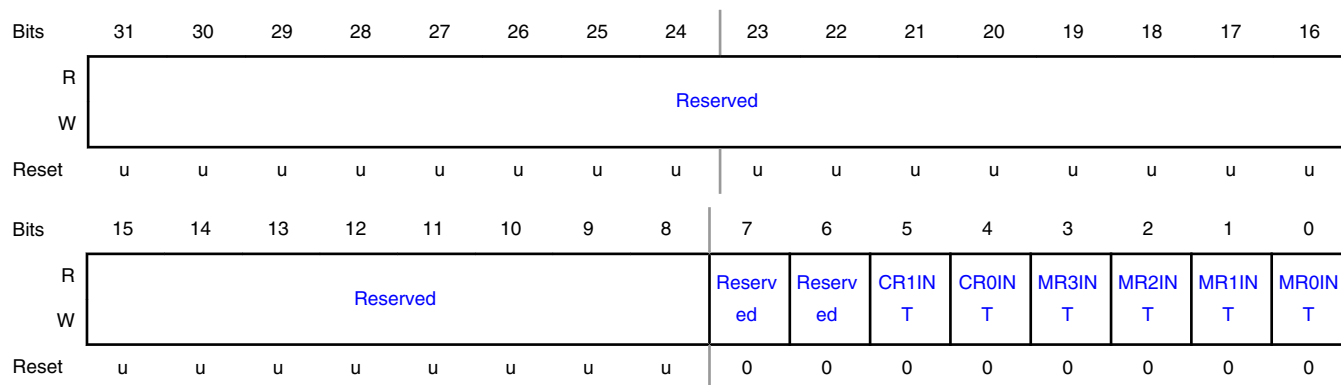 Bits 31 30 29 28 27 26 25 24 23 22 21 20 19 18 17 16
R
Reserved
W
Reset u u u u u u u u u u u u u u u u
Bits 15 14 13 12 11 10 9 8 7 6 5 4 3 2 1 0
R Reserv Reserv CR1IN CR0IN MR3IN MR2IN MR1IN MR0IN
Reserved
W ed ed T T T T T T
Reset u u u u u u u u 0 0 0 0 0 0 0 0